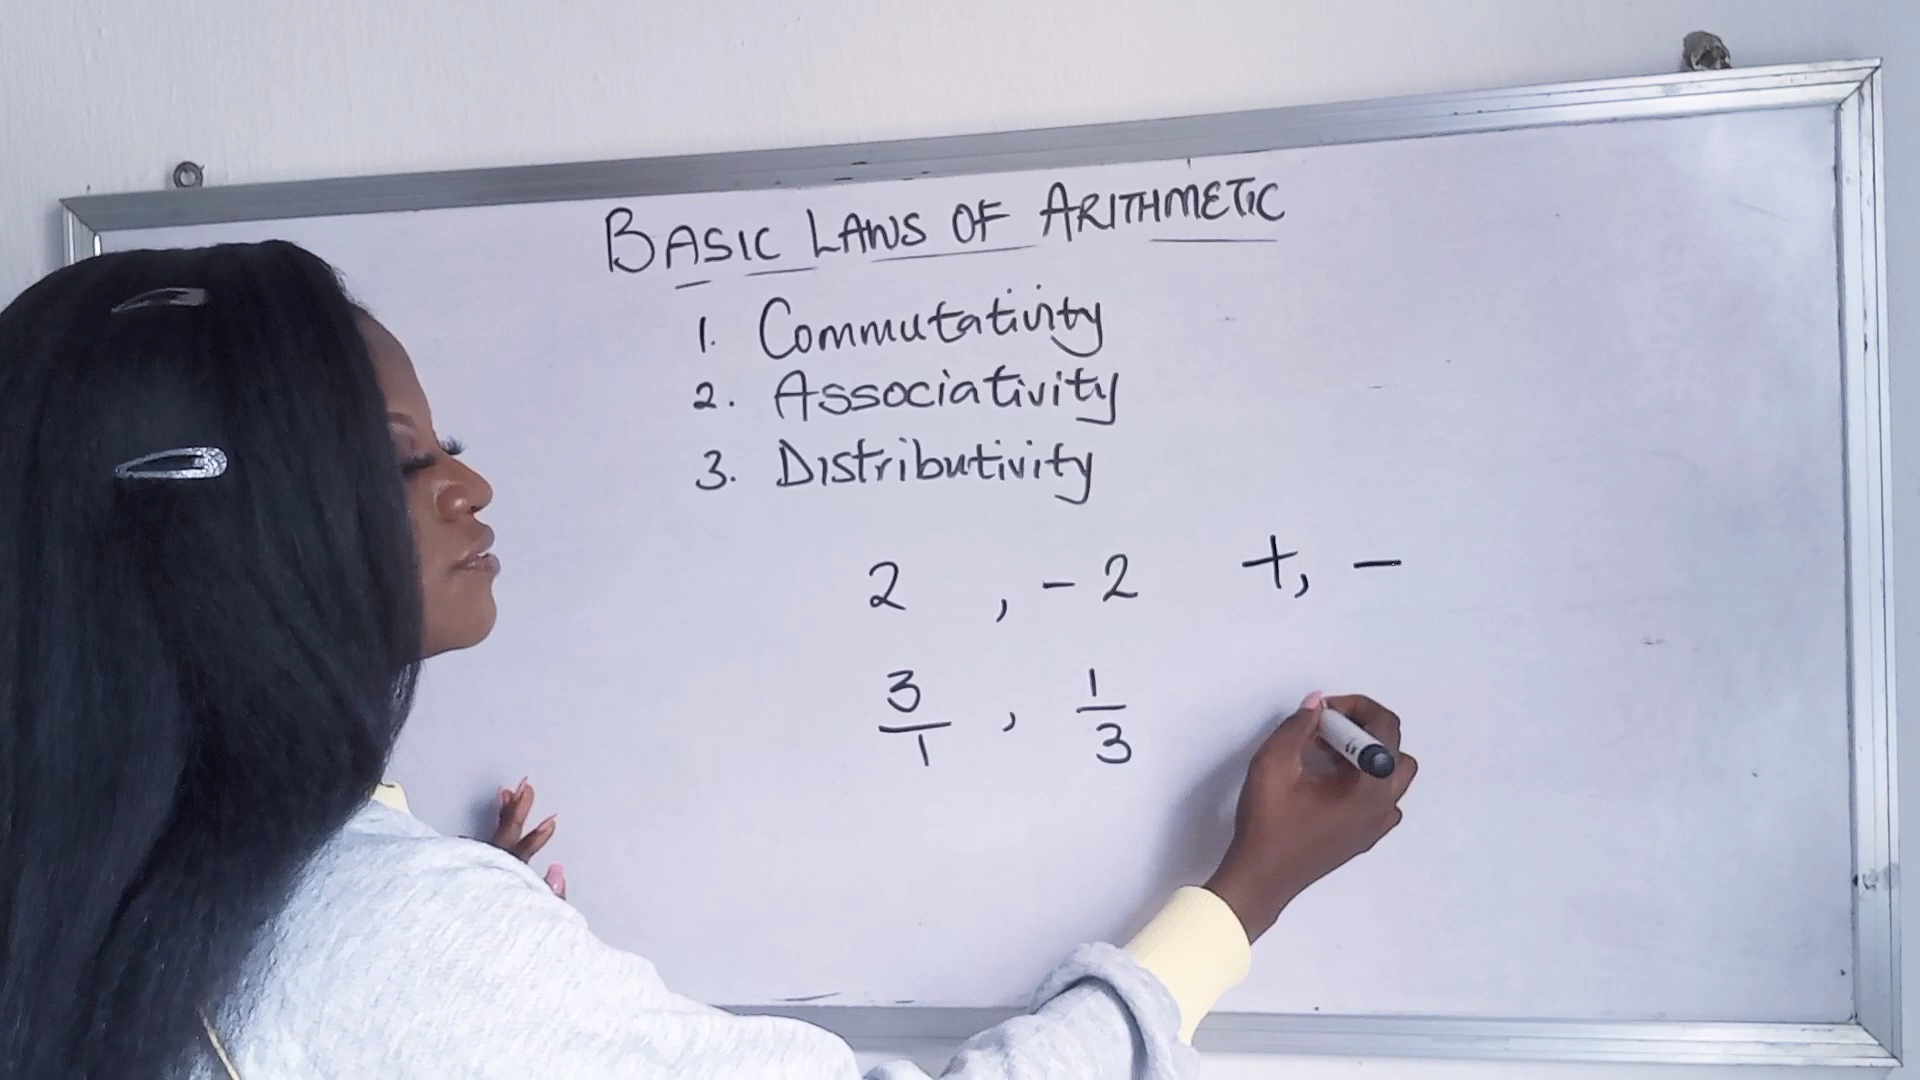 BASIC LAWS OF ARITHMETIC
1. Commutativity
2. Associativity
3. Distributivity
2 , - 2 +, -
3/1 , 1/3